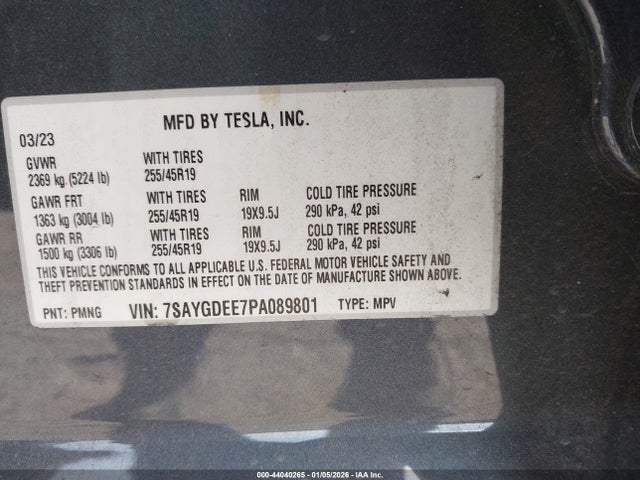 MFD BY TESLA, INC.
03/23
GVWR WITH TIRES
2369 kg (5224 lb) 255/45R19
GAWR FRT WITH TIRES RIM COLD TIRE PRESSURE
1363 kg (3004 lb) 255/45R19 19X9.5J 290 kPa, 42 psi
GAWR RR WITH TIRES RIM COLD TIRE PRESSURE
1500 kg (3306 lb) 255/45R19 19X9.5J 290 kPa, 42 psi
THIS VEHICLE CONFORMS TO ALL APPLICABLE U.S. FEDERAL MOTOR VEHICLE SAFETY AND
THEFT PREVENTION STANDARDS IN EFFECT ON THE DATE OF MANUFACTURE SHOWN ABOVE.
PNT: PMNG VIN: 7SAYGDEE7PA089801 TYPE: MPV
000-44040265 - 01/05/2026 - IAA Inc.